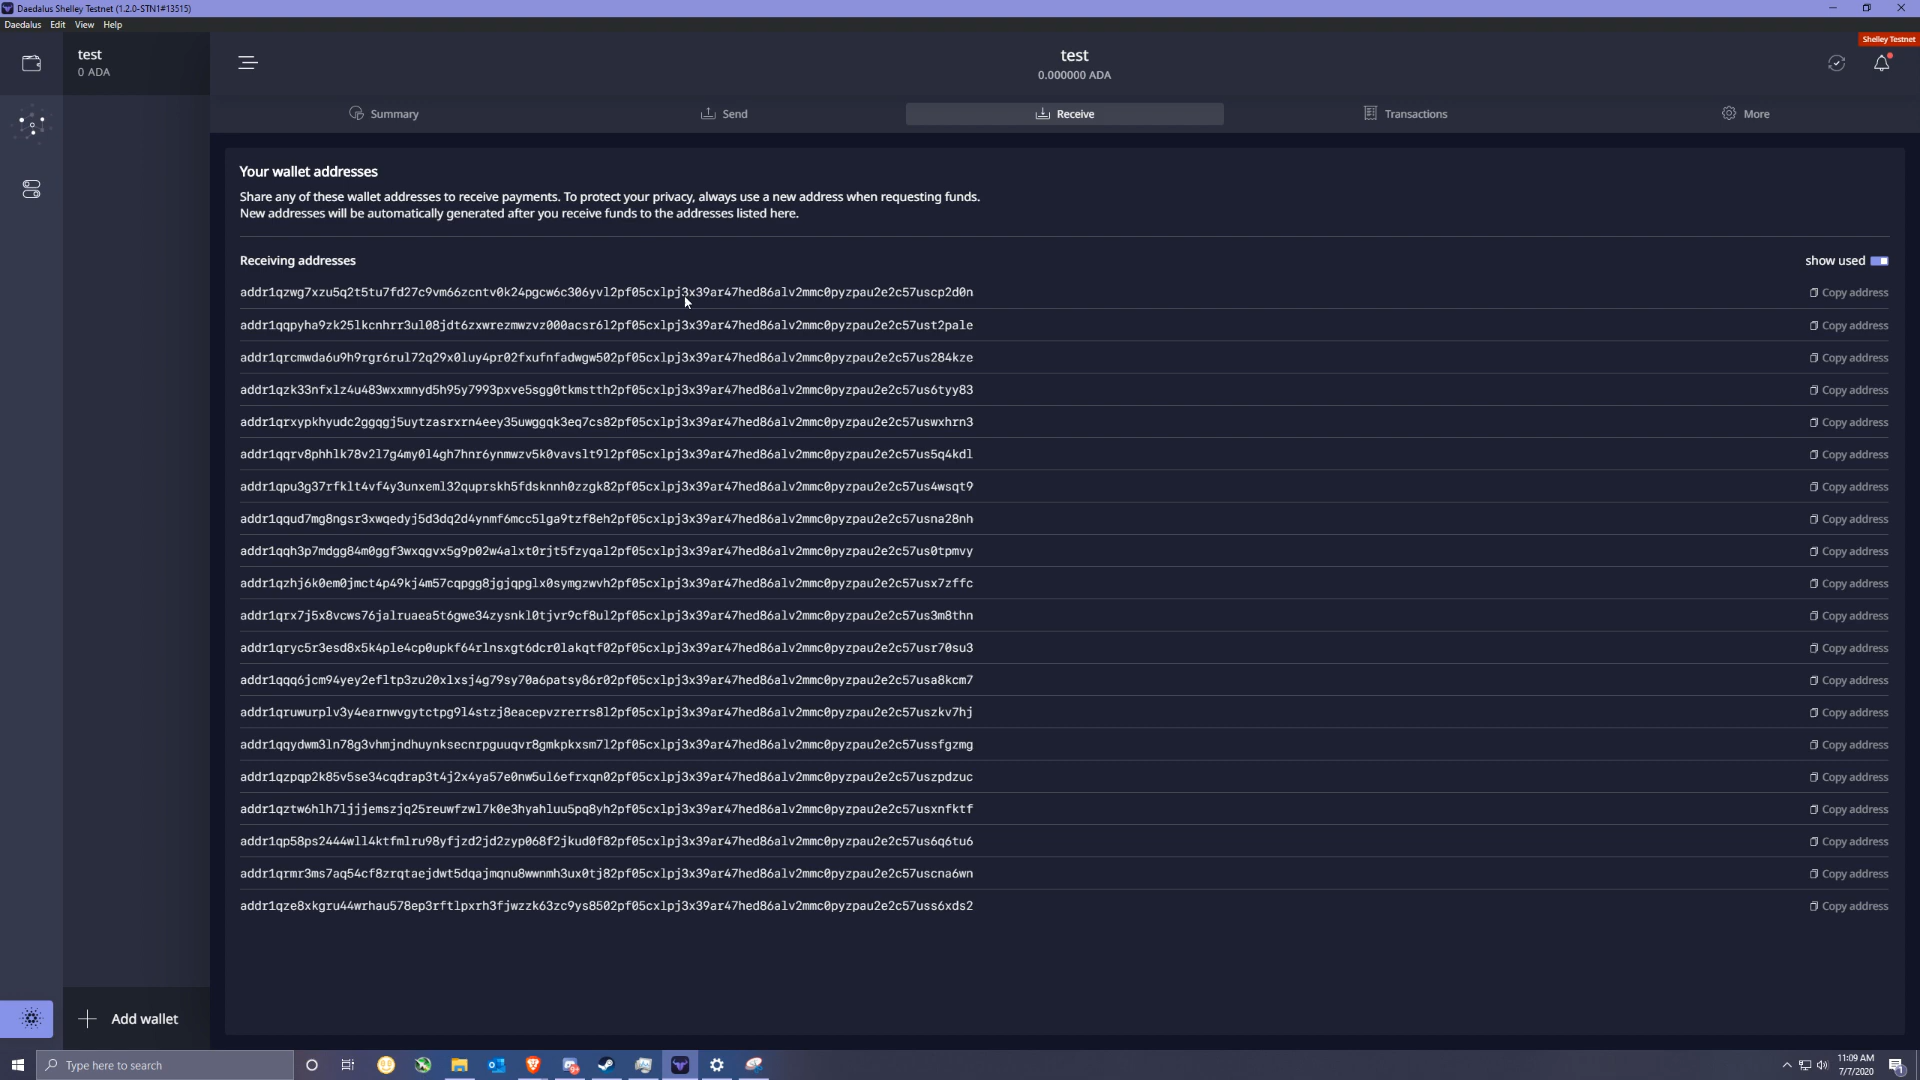 Daedalus Shelley Testnet (1.2.0-STN1#13515)
Daedalus Edit View Help
test
0 ADA
test
0.000000 ADA
Shelley Testnet
Summary
Send
Receive
Transactions
More
Your wallet addresses
Share any of these wallet addresses to receive payments. To protect your privacy, always use a new address when requesting funds.
New addresses will be automatically generated after you receive funds to the addresses listed here.
Receiving addresses
show used
addr1qzwg7xzu5q2t5tu7fd27c9vm66zcntv0k24pgcw6c306yvl2pf05cxlpj3x39ar47hed86alv2mmc0pyzpau2e2c57uscp2d0n Copy address
addr1qqpyha9zk25lkcnhrr3ul08jdt6zxwrezmwzvz000acsr6l2pf05cxlpj3x39ar47hed86alv2mmc0pyzpau2e2c57ust2pale Copy address
addr1qrcmwda6u9h9rgr6rul72q29x0luy4pr02fxufnfadwgw502pf05cxlpj3x39ar47hed86alv2mmc0pyzpau2e2c57us284kze Copy address
addr1qzk33nfxlz4u483wxxmnyd5h95y7993pxve5sgg0tkmstth2pf05cxlpj3x39ar47hed86alv2mmc0pyzpau2e2c57us6tyy83 Copy address
addr1qrxypkhyudc2ggqgj5uytzasrxrn4eey35uwggqk3eq7cs82pf05cxlpj3x39ar47hed86alv2mmc0pyzpau2e2c57uswxhrn3 Copy address
addr1qqrv8phhlk78v2l7g4my0l4gh7hnr6ynmwzv5k0vavslt9l2pf05cxlpj3x39ar47hed86alv2mmc0pyzpau2e2c57us5q4kdl Copy address
addr1qpu3g37rfklt4vf4y3unxeml32quprskh5fdsknnh0zzgk82pf05cxlpj3x39ar47hed86alv2mmc0pyzpau2e2c57us4wsqt9 Copy address
addr1qqud7mg8ngsr3xwqedyj5d3dq2d4ynmf6mcc5lga9tzf8eh2pf05cxlpj3x39ar47hed86alv2mmc0pyzpau2e2c57usna28nh Copy address
addr1qqh3p7mdgg84m0ggf3wxqgvx5g9p02w4alxt0rjt5fzyqal2pf05cxlpj3x39ar47hed86alv2mmc0pyzpau2e2c57us0tpmvy Copy address
addr1qzhj6k0em0jmct4p49kj4m57cqpgg8jgjqpglx0symgzwvh2pf05cxlpj3x39ar47hed86alv2mmc0pyzpau2e2c57usx7zffc Copy address
addr1qrx7j5x8vcws76jalruaea5t6gwe34zysnkl0tjvr9cf8ul2pf05cxlpj3x39ar47hed86alv2mmc0pyzpau2e2c57us3m8thn Copy address
addr1qryc5r3esd8x5k4ple4cp0upkf64rlnsxgt6dcr0lakqtf02pf05cxlpj3x39ar47hed86alv2mmc0pyzpau2e2c57usr70su3 Copy address
addr1qqq6jcm94yey2efltp3zu20xlxsj4g79sy70a6patsy86r02pf05cxlpj3x39ar47hed86alv2mmc0pyzpau2e2c57usa8kcm7 Copy address
addr1qruwurplv3y4earnwvgytctpg9l4stzj8eacepvzrerrs8l2pf05cxlpj3x39ar47hed86alv2mmc0pyzpau2e2c57uszkv7hj Copy address
addr1qqydwm3ln78g3vhmjndhuynksecnrpguuqvr8gmkpkxsm7l2pf05cxlpj3x39ar47hed86alv2mmc0pyzpau2e2c57ussfgzmg Copy address
addr1qzpqp2k85v5se34cqdrap3t4j2x4ya57e0nw5ul6efrxqn02pf05cxlpj3x39ar47hed86alv2mmc0pyzpau2e2c57uszpdzuc Copy address
addr1qztw6hlh7ljjjemszjq25reuwfzwl7k0e3hyahluu5pq8yh2pf05cxlpj3x39ar47hed86alv2mmc0pyzpau2e2c57usxnfktf Copy address
addr1qp58ps2444wll4ktfmlru98yfjzd2jd2zyp068f2jkud0f82pf05cxlpj3x39ar47hed86alv2mmc0pyzpau2e2c57us6q6tu6 Copy address
addr1qrmr3ms7aq54cf8zrqtaejdwt5dqajmqnu8wwnmh3ux0tj82pf05cxlpj3x39ar47hed86alv2mmc0pyzpau2e2c57uscna6wn Copy address
addr1qze8xkgru44wrhau578ep3rftlpxrh3fjwzzk63zc9ys8502pf05cxlpj3x39ar47hed86alv2mmc0pyzpau2e2c57uss6xds2 Copy address
Add wallet
Type here to search
11:09 AM
7/7/2020